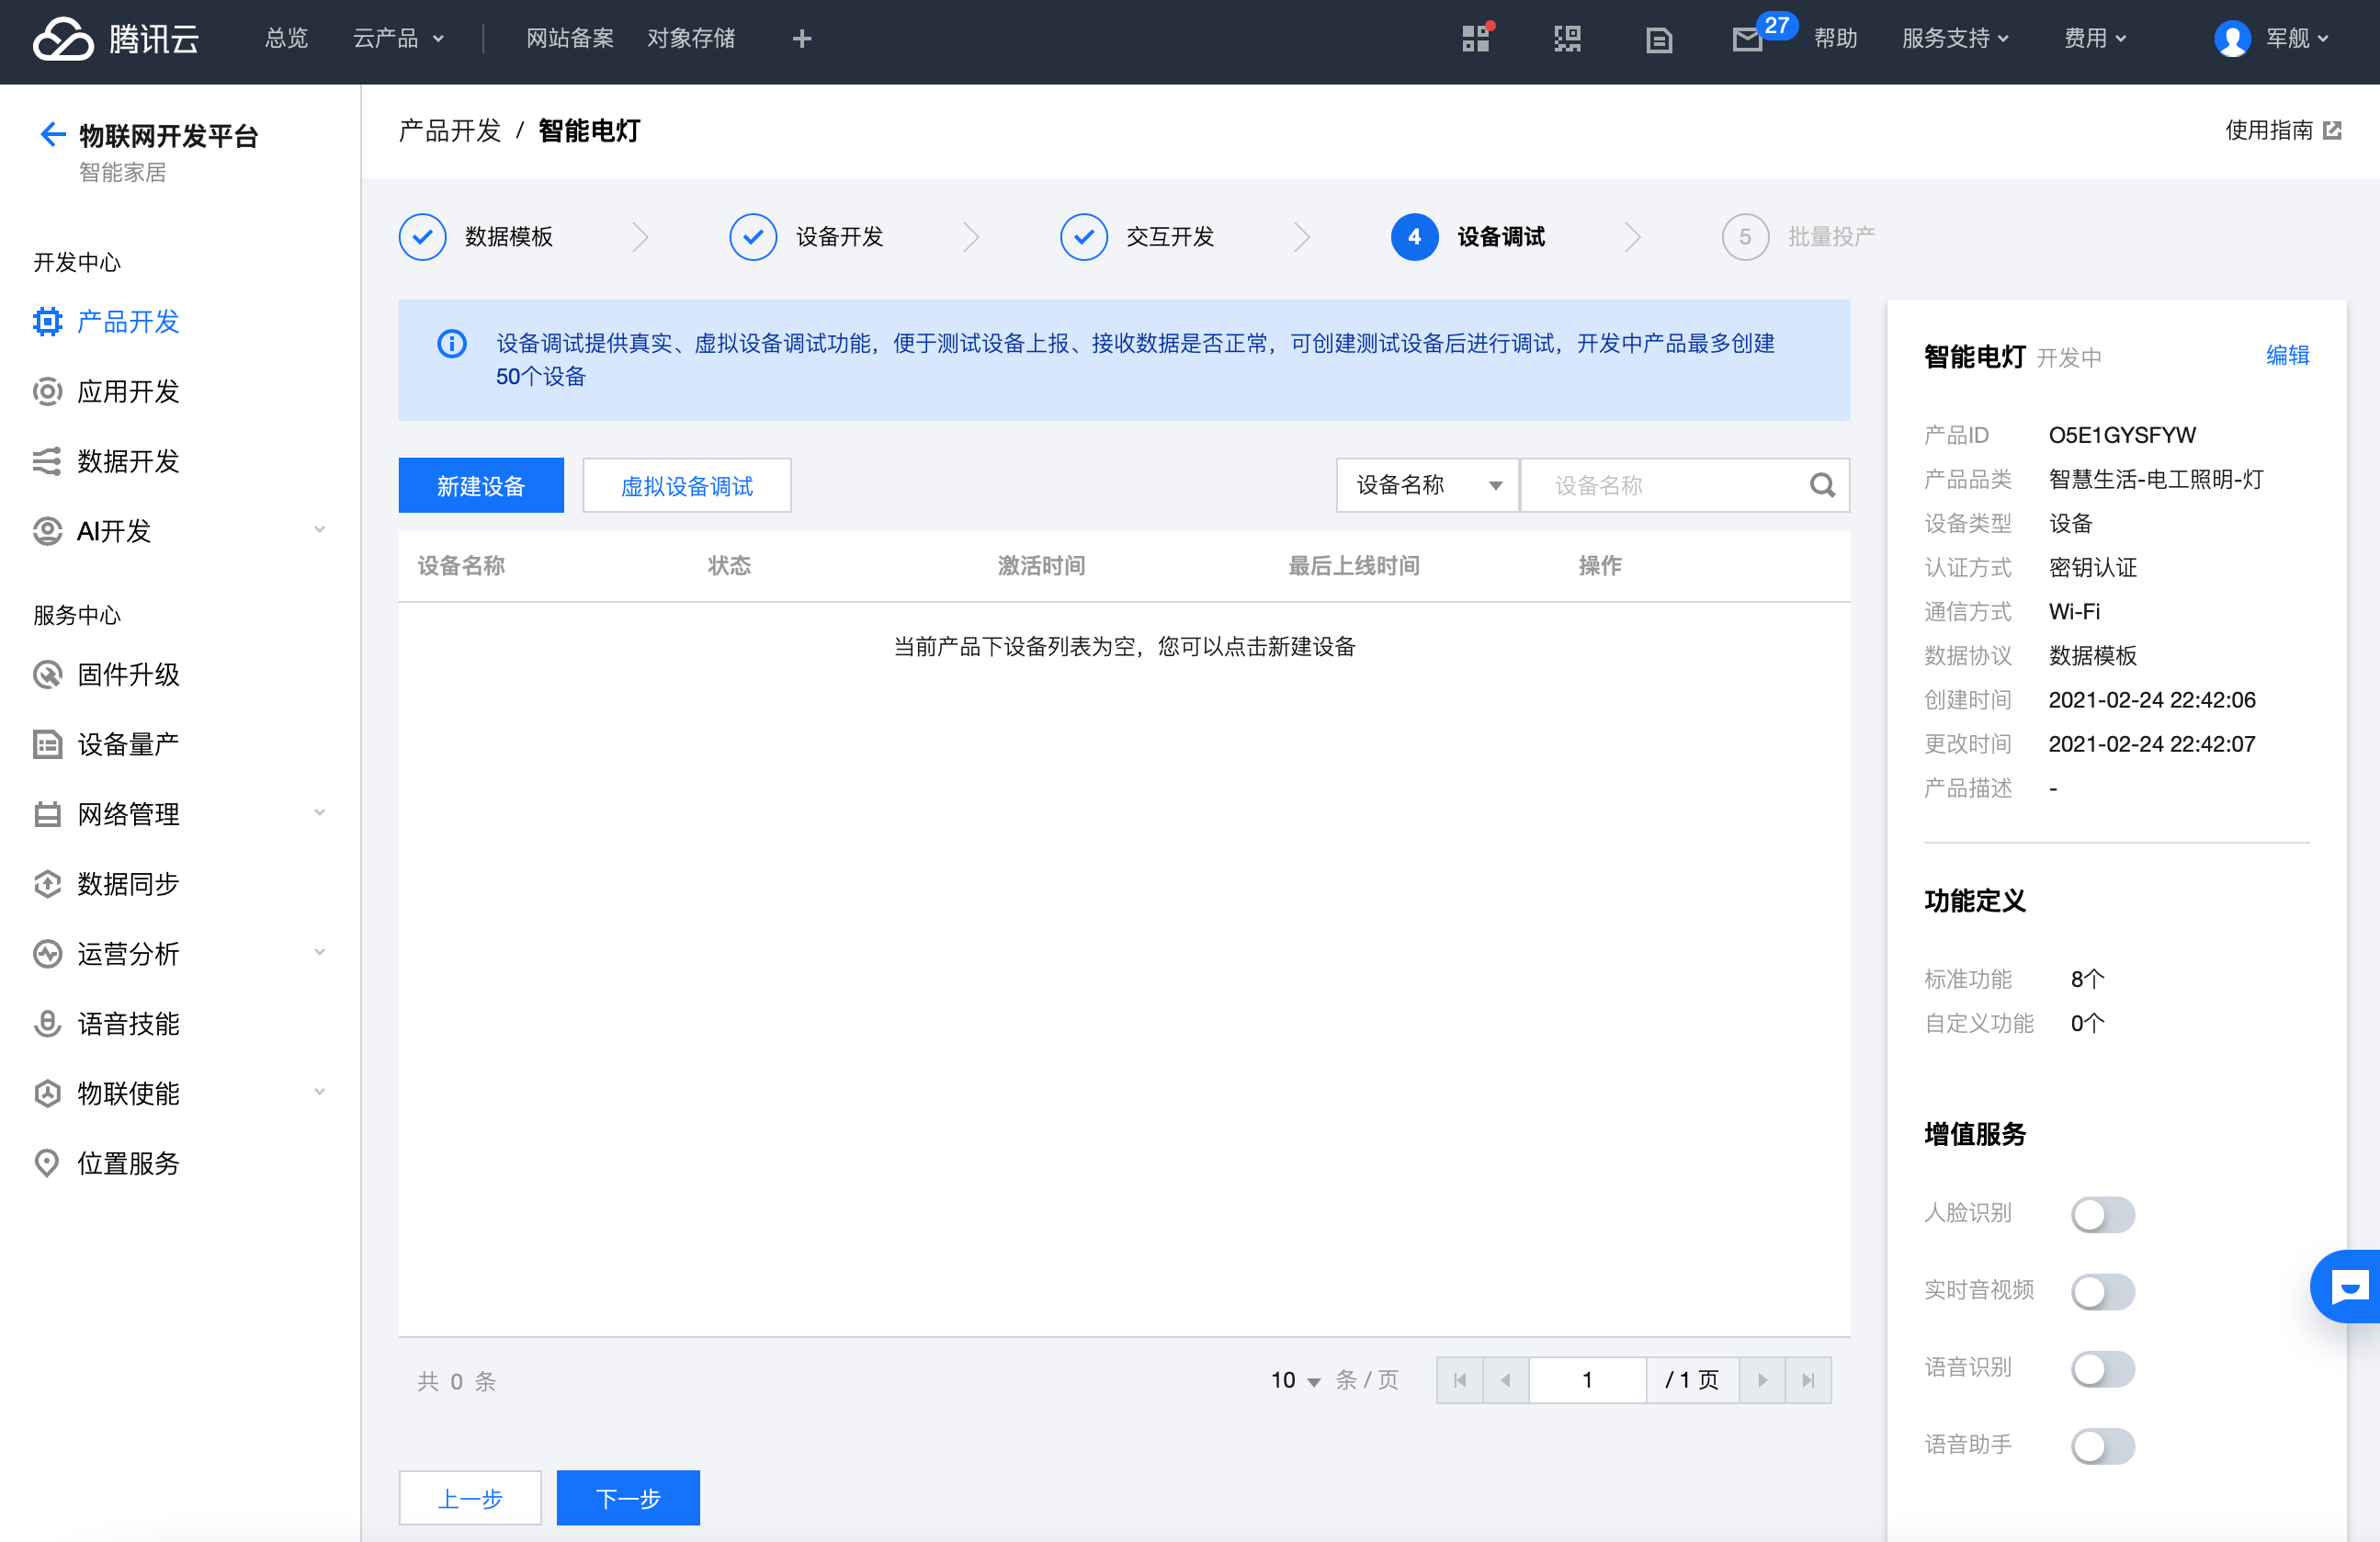 腾讯云 总览 云产品 网站备案 对象存储 27 帮助 服务支持 费用 军舰
物联网开发平台
智能家居
开发中心
产品开发
应用开发
数据开发
AI开发
服务中心
固件升级
设备量产
网络管理
数据同步
运营分析
语音技能
物联使能
位置服务
产品开发 / 智能电灯
使用指南
数据模板 设备开发 交互开发 4 设备调试 5 批量投产
设备调试提供真实、虚拟设备调试功能，便于测试设备上报、接收数据是否正常，可创建测试设备后进行调试，开发中产品最多创建
50个设备
新建设备 虚拟设备调试 设备名称 设备名称
设备名称 状态 激活时间 最后上线时间 操作
当前产品下设备列表为空，您可以点击新建设备
共 0 条 10 条 / 页 1 / 1 页
上一步 下一步
智能电灯 开发中 编辑
产品ID O5E1GYSFYW
产品品类 智慧生活-电工照明-灯
设备类型 设备
认证方式 密钥认证
通信方式 Wi-Fi
数据协议 数据模板
创建时间 2021-02-24 22:42:06
更改时间 2021-02-24 22:42:07
产品描述 -
功能定义
标准功能 8个
自定义功能 0个
增值服务
人脸识别
实时音视频
语音识别
语音助手